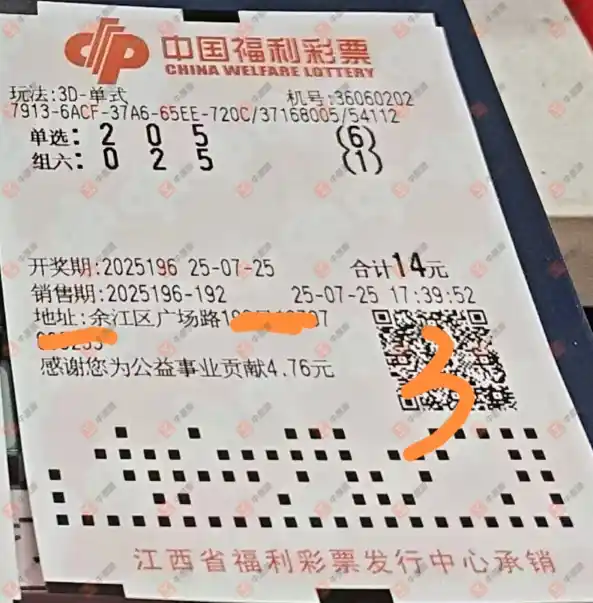 中国福利彩票
CHINA WELFARE LOTTERY
玩法:3D-单式 机号:36060202
7913-6ACF-37A6-65EE-720C/37168005/54112
单选: 2 0 5 (6)
组六: 0 2 5 (1)
开奖期:2025196 25-07-25 合计14元
销售期:2025196-192 25-07-25 17:39:52
地址:余江区广场路
感谢您为公益事业贡献4.76元
3
江西省福利彩票发行中心承销